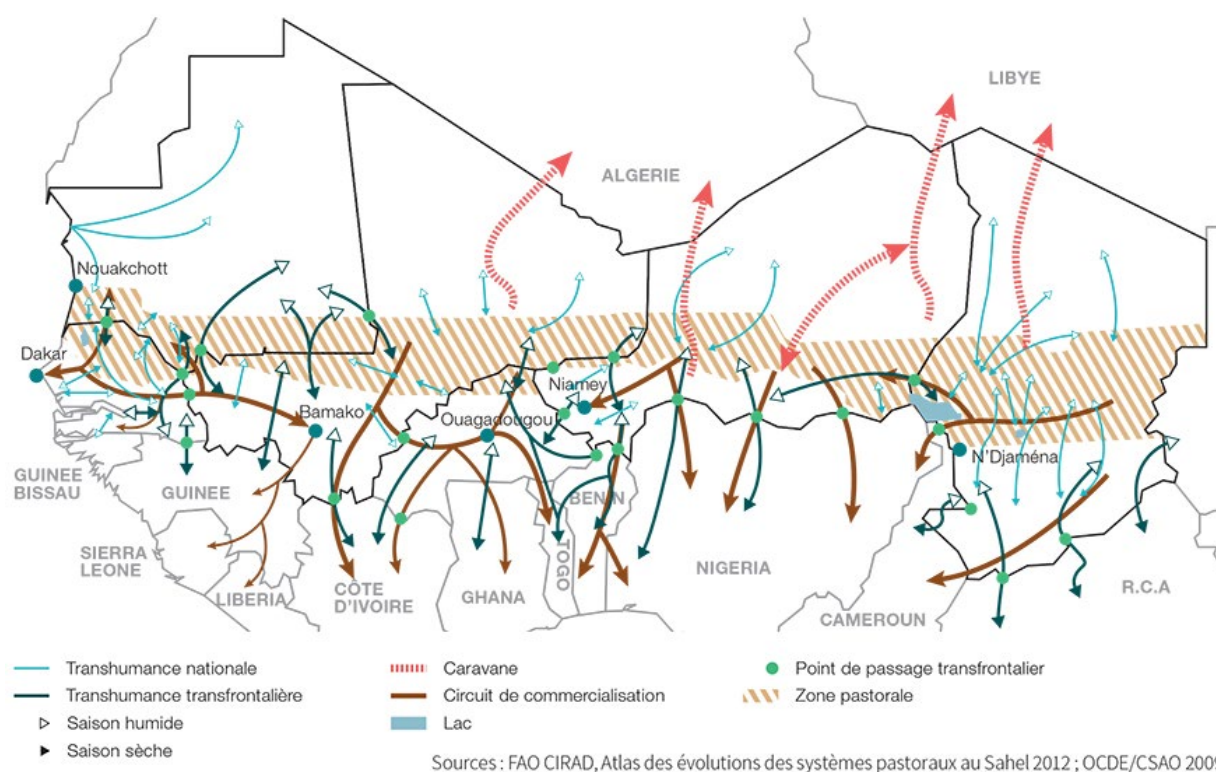 LIBYE
ALGERIE
Nouakchott
Dakar
Niamey
Bamako
Ouagadougou
N'Djaména
GUINEE
BISSAU
GUINEE
BENIN
SIERRA
LEONE
TOGO
NIGERIA
LIBERIA
CÔTE
D'IVOIRE
GHANA
R.C.A
CAMEROUN
Transhumance nationale
Transhumance transfrontalière
Saison humide
Saison sèche
Caravane
Circuit de commercialisation
Lac
Point de passage transfrontalier
Zone pastorale
Sources : FAO CIRAD, Atlas des évolutions des systèmes pastoraux au Sahel 2012 ; OCDE/CSAO 2009